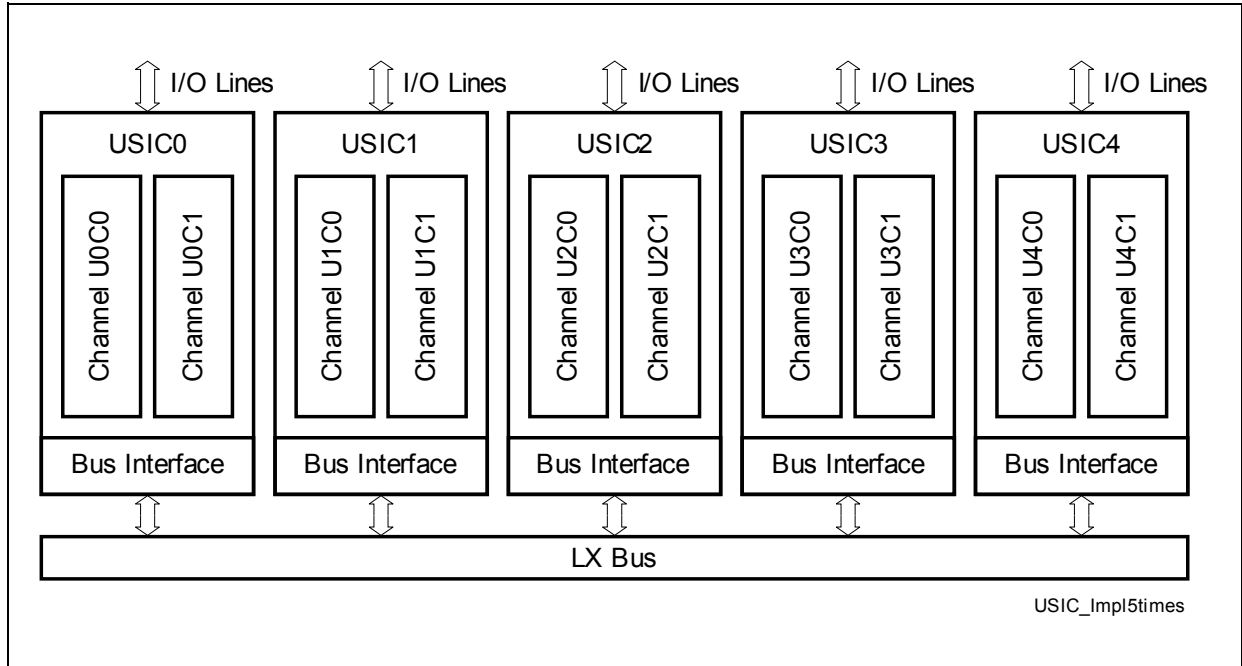 I/O Lines I/O Lines I/O Lines I/O Lines I/O Lines
USIC0 USIC1 USIC2 USIC3 USIC4
Channel U0C0 Channel U0C1 Channel U1C0 Channel U1C1 Channel U2C0 Channel U2C1 Channel U3C0 Channel U3C1 Channel U4C0 Channel U4C1
Bus Interface Bus Interface Bus Interface Bus Interface Bus Interface
LX Bus
USIC_Impl5times